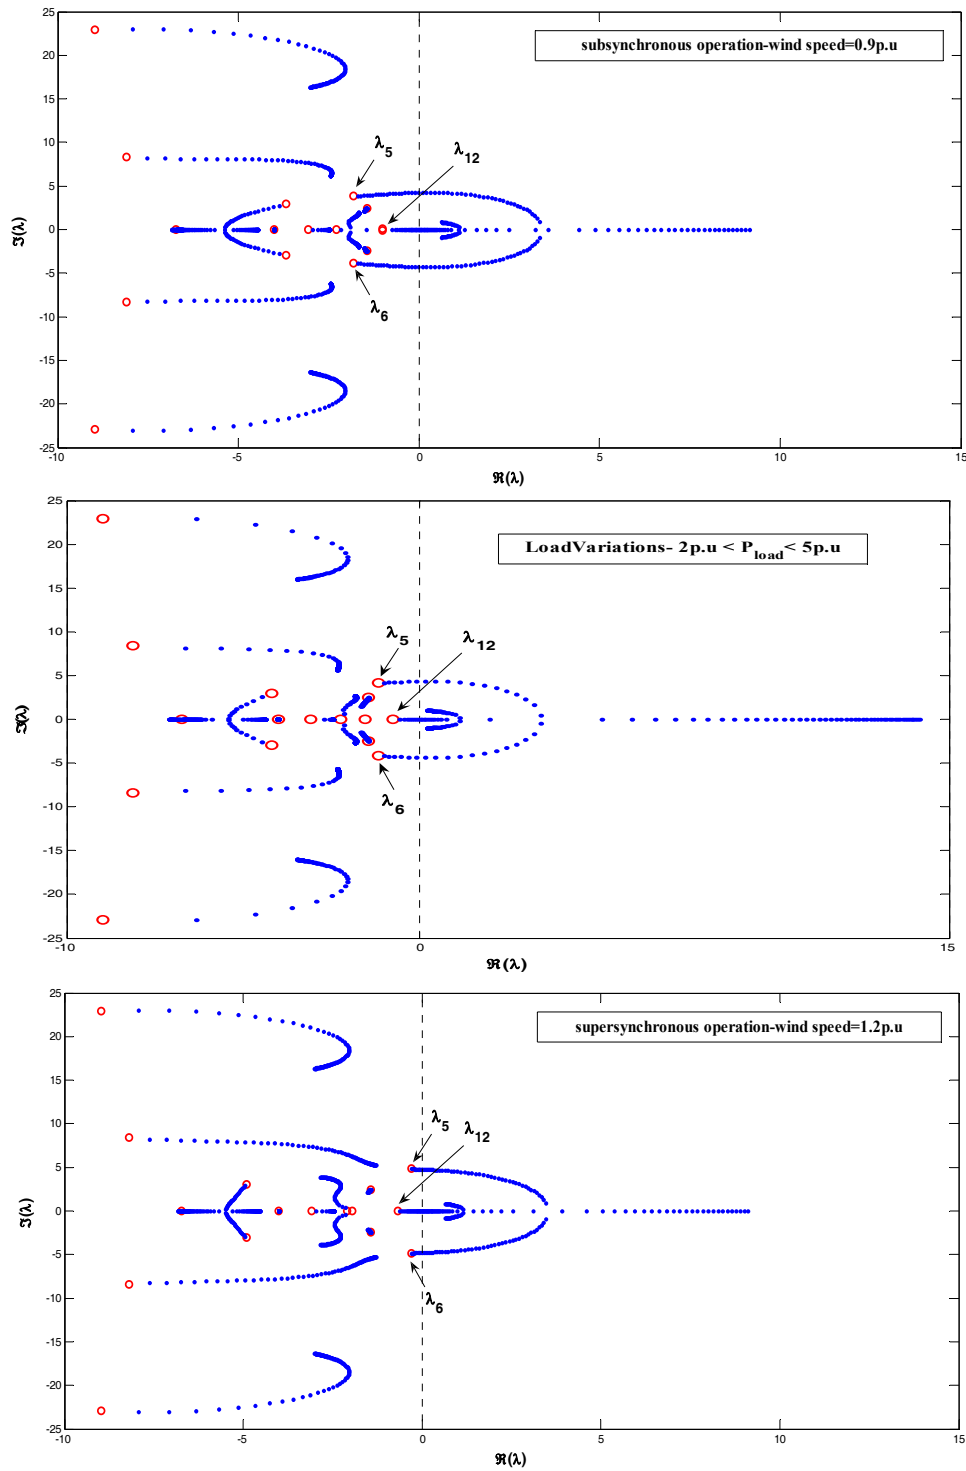 25
20
15
10
5
0
-5
-10
-15
-20
-25
ℑ(λ)
subsynchronous operation-wind speed=0.9p.u
λ5
λ12
λ6
-10
-5
0
5
10
15
ℜ(λ)
25
20
15
10
5
0
-5
-10
-15
-20
-25
ℑ(λ)
LoadVariations- 2p.u < Pload< 5p.u
λ5
λ12
λ6
-10
0
15
ℜ(λ)
25
20
15
10
5
0
-5
-10
-15
-20
-25
ℑ(λ)
supersynchronous operation-wind speed=1.2p.u
λ5
λ12
λ6
-10
-5
0
5
10
15
ℜ(λ)